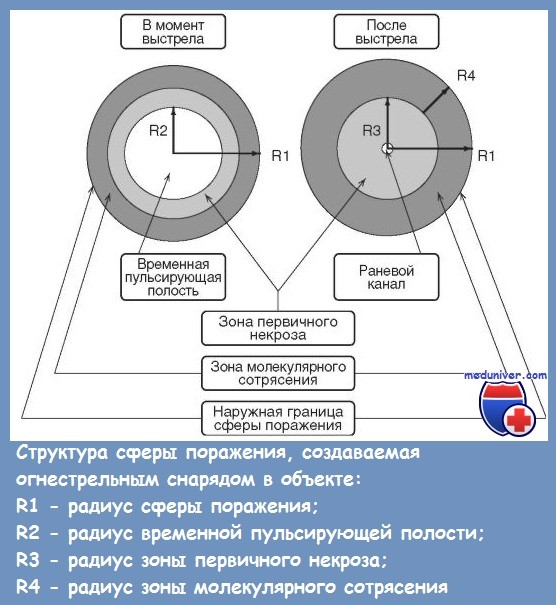 В момент
выстрела
После
выстрела
R4
R2
R3
R1
R1
Временная
пульсирующая
полость
Раневой
канал
Зона первичного
некроза
Зона молекулярного
сотрясения
meduniver.com
Наружная граница
сферы поражения
Структура сферы поражения, создаваемая
огнестрельным снарядом в объекте:
R1 - радиус сферы поражения;
R2 - радиус временной пульсирующей полости;
R3 - радиус зоны первичного некроза;
R4 - радиус зоны молекулярного сотрясения